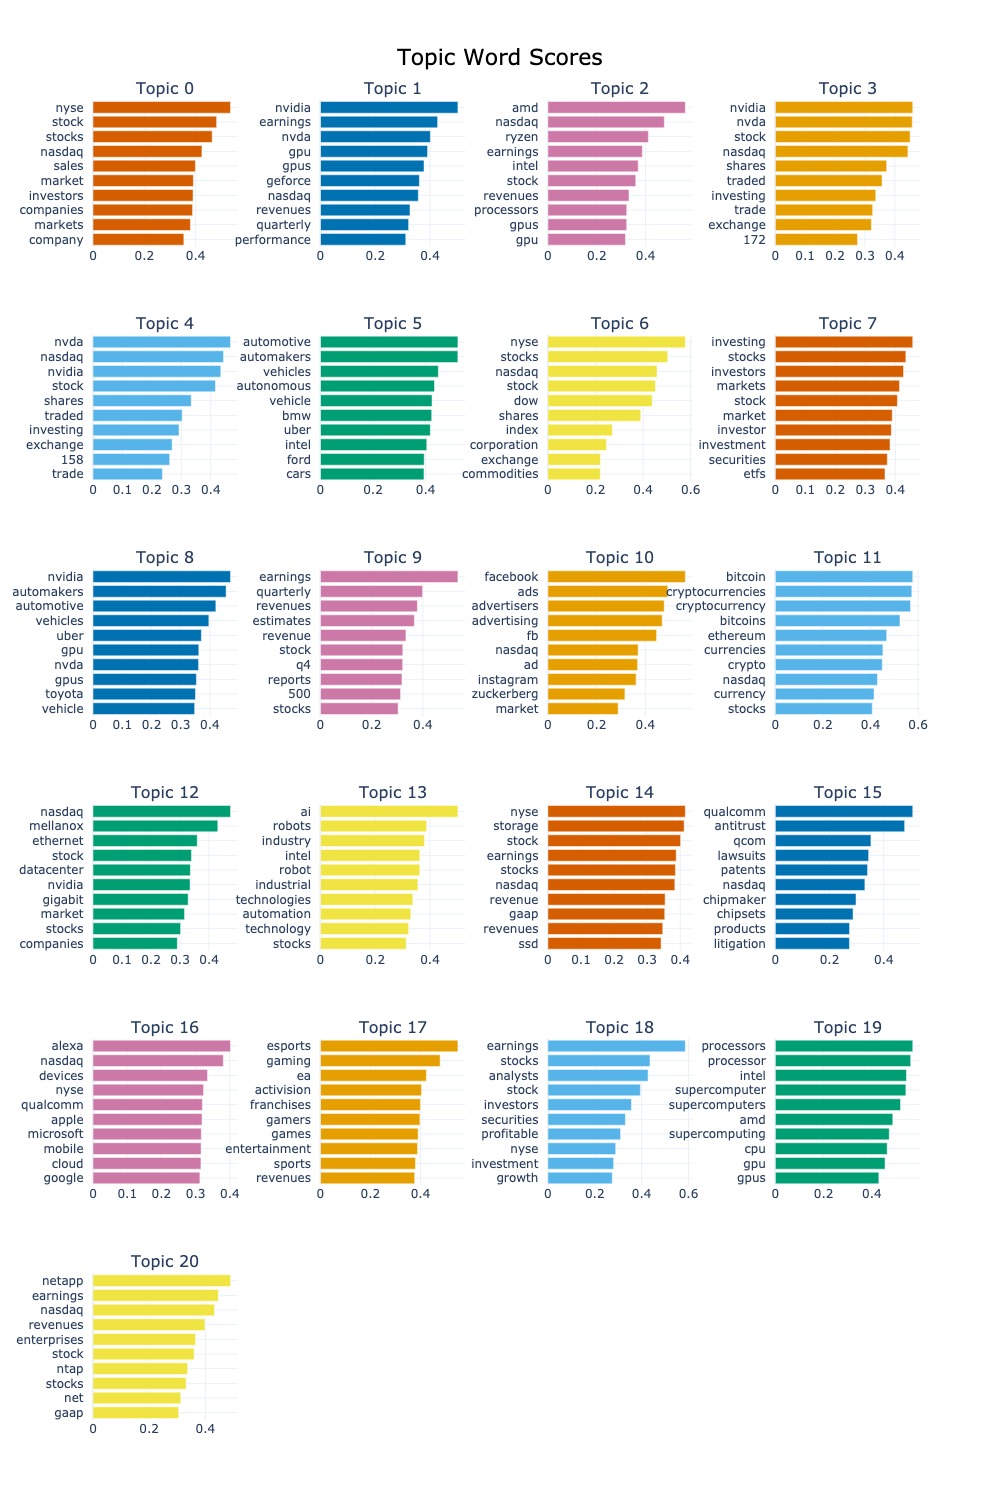 Topic Word Scores
Topic 0
nyse
stock
stocks
nasdaq
sales
market
investors
companies
markets
company
0 0.2 0.4
Topic 1
nvidia
earnings
nvda
gpu
gpus
geforce
nasdaq
revenues
quarterly
performance
0 0.2 0.4
Topic 2
amd
nasdaq
ryzen
earnings
intel
stock
revenues
processors
gpus
gpu
0 0.2 0.4
Topic 3
nvidia
nvda
stock
nasdaq
shares
traded
investing
trade
exchange
172
0 0.1 0.2 0.3 0.4
Topic 4
nvda
nasdaq
nvidia
stock
shares
traded
investing
exchange
158
trade
0 0.1 0.2 0.3 0.4
Topic 5
automotive
automakers
vehicles
autonomous
vehicle
bmw
uber
intel
ford
cars
0 0.2 0.4
Topic 6
nyse
stocks
nasdaq
stock
dow
shares
index
corporation
exchange
commodities
0 0.2 0.4 0.6
Topic 7
investing
stocks
investors
markets
stock
market
investor
investment
securities
etfs
0 0.1 0.2 0.3 0.4
Topic 8
nvidia
automakers
automotive
vehicles
uber
gpu
nvda
gpus
toyota
vehicle
0 0.1 0.2 0.3 0.4
Topic 9
earnings
quarterly
revenues
estimates
revenue
stock
q4
reports
500
stocks
0 0.2 0.4
Topic 10
facebook
ads
advertisers
advertising
fb
nasdaq
ad
instagram
zuckerberg
market
0 0.2 0.4
Topic 11
bitcoin
cryptocurrencies
cryptocurrency
bitcoins
ethereum
currencies
crypto
nasdaq
currency
stocks
0 0.2 0.4 0.6
Topic 12
nasdaq
mellanox
ethernet
stock
datacenter
nvidia
gigabit
market
stocks
companies
0 0.1 0.2 0.3 0.4
Topic 13
ai
robots
industry
intel
robot
industrial
technologies
automation
technology
stocks
0 0.2 0.4
Topic 14
nyse
storage
stock
earnings
stocks
nasdaq
revenue
gaap
revenues
ssd
0 0.1 0.2 0.3 0.4
Topic 15
qualcomm
antitrust
qcom
lawsuits
patents
nasdaq
chipmaker
chipsets
products
litigation
0 0.2 0.4
Topic 16
alexa
nasdaq
devices
nyse
qualcomm
apple
microsoft
mobile
cloud
google
0 0.1 0.2 0.3 0.4
Topic 17
esports
gaming
ea
activision
franchises
gamers
games
entertainment
sports
revenues
0 0.2 0.4
Topic 18
earnings
stocks
analysts
stock
investors
securities
profitable
nyse
investment
growth
0 0.2 0.4 0.6
Topic 19
processors
processor
intel
supercomputer
supercomputers
amd
supercomputing
cpu
gpu
gpus
0 0.2 0.4
Topic 20
netapp
earnings
nasdaq
revenues
enterprises
stock
ntap
stocks
net
gaap
0 0.2 0.4